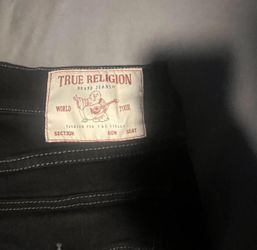 TRUE RELIGION
BRAND JEANS
WORLD TOUR
SECTION ROW SEAT